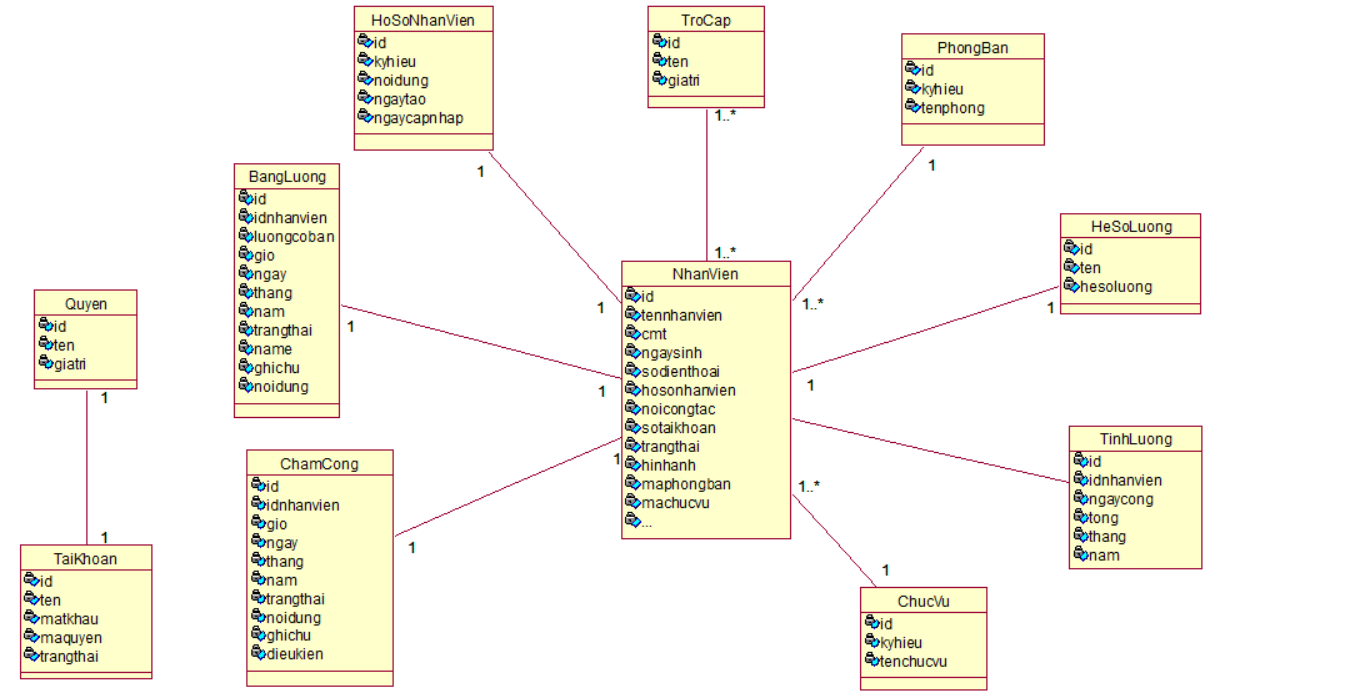 HoSoNhanVien
id
kyhieu
noidung
ngaytao
ngaycapnhap
1
1
TroCap
id
ten
giatri
1..*
1..*
PhongBan
id
kyhieu
tenphong
1
1..*
BangLuong
id
idnhanvien
luongcoban
gio
ngay
thang
nam
trangthai
name
ghichu
noidung
1
1
HeSoLuong
id
ten
hesoluong
1
1
NhanVien
id
tennhanvien
cmt
ngaysinh
sodienthoai
hosonhanvien
noicongtac
sotaikhoan
trangthai
hinhanh
maphongban
machucvu
...
Quyen
id
ten
giatri
1
1
TaiKhoan
id
ten
matkhau
maquyen
trangthai
ChamCong
id
idnhanvien
gio
ngay
thang
nam
trangthai
noidung
ghichu
dieukien
1
1
TinhLuong
id
idnhanvien
ngaycong
tong
thang
nam
1..*
1
ChucVu
id
kyhieu
tenchucvu